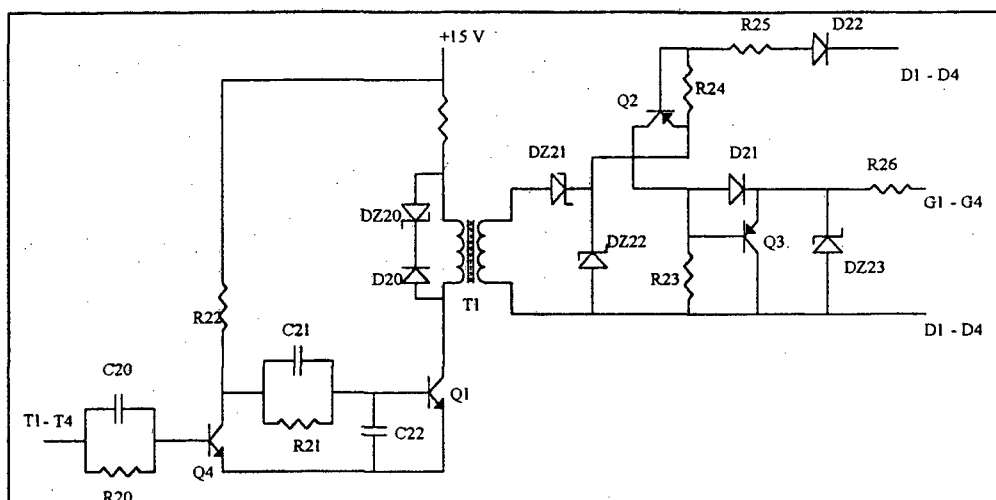 +15 V
R25
D22
D1 - D4
R24
Q2
DZ21
D21
R26
G1 - G4
DZ20
DZ22
Q3
DZ23
D20
R23
T1
D1 - D4
R22
C21
C20
Q1
T1 - T4
R21
C22
Q4
R20